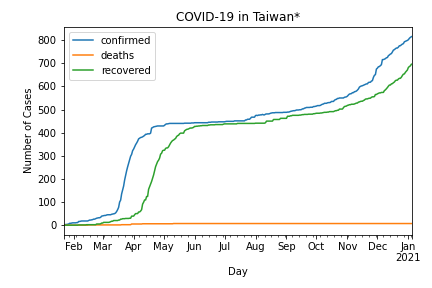 COVID-19 in Taiwan*
confirmed
deaths
recovered
Number of Cases
800
700
600
500
400
300
200
100
0
Feb Mar Apr May Jun Jul Aug Sep Oct Nov Dec Jan
2021
Day